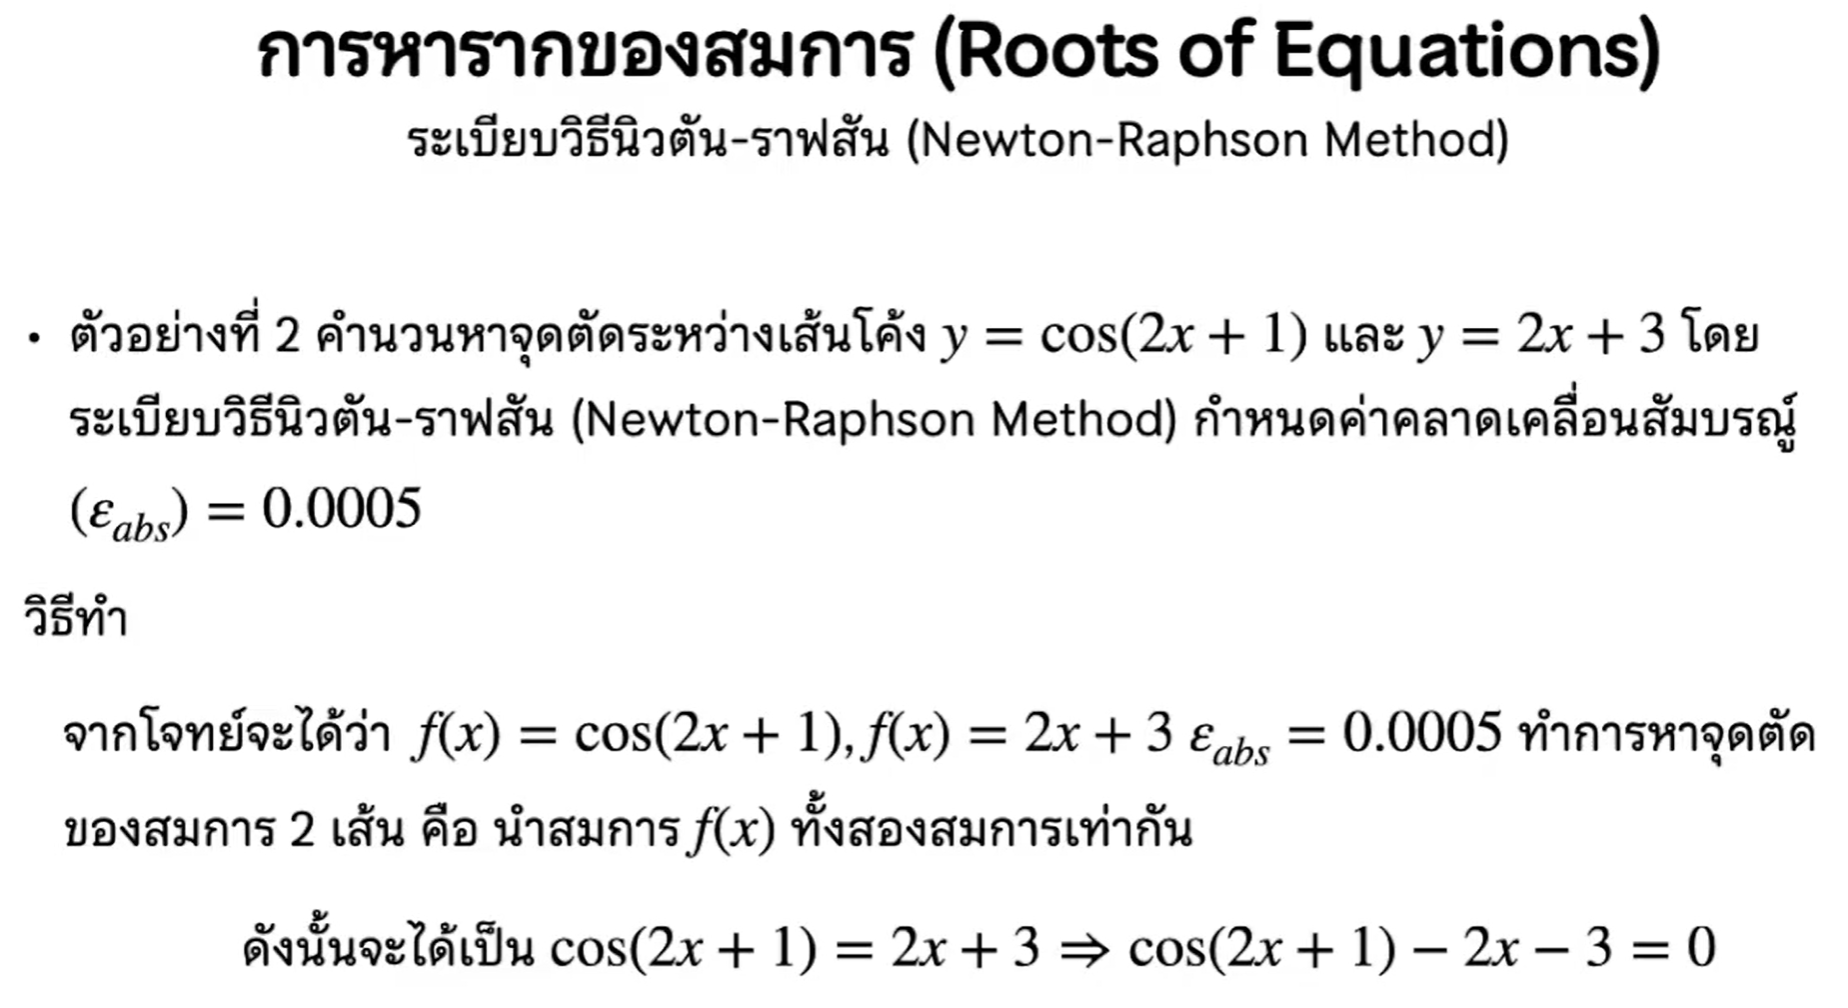 การหารากของสมการ (Roots of Equations)
ระเบียบวิธีนิวตัน-ราฟสัน (Newton-Raphson Method)
• ตัวอย่างที่ 2 คำนวนหาจุดตัดระหว่างเส้นโค้ง y = cos(2x + 1) และ y = 2x + 3 โดย
ระเบียบวิธีนิวตัน-ราฟสัน (Newton-Raphson Method) กำหนดค่าคลาดเคลื่อนสัมบรณู์
(ε_abs) = 0.0005
วิธีทำ
จากโจทย์จะได้ว่า f(x) = cos(2x + 1), f(x) = 2x + 3 ε_abs = 0.0005 ทำการหาจุดตัด
ของสมการ 2 เส้น คือ นำสมการ f(x) ทั้งสองสมการเท่ากัน
ดังนั้นจะได้เป็น cos(2x + 1) = 2x + 3 ⇒ cos(2x + 1) − 2x − 3 = 0